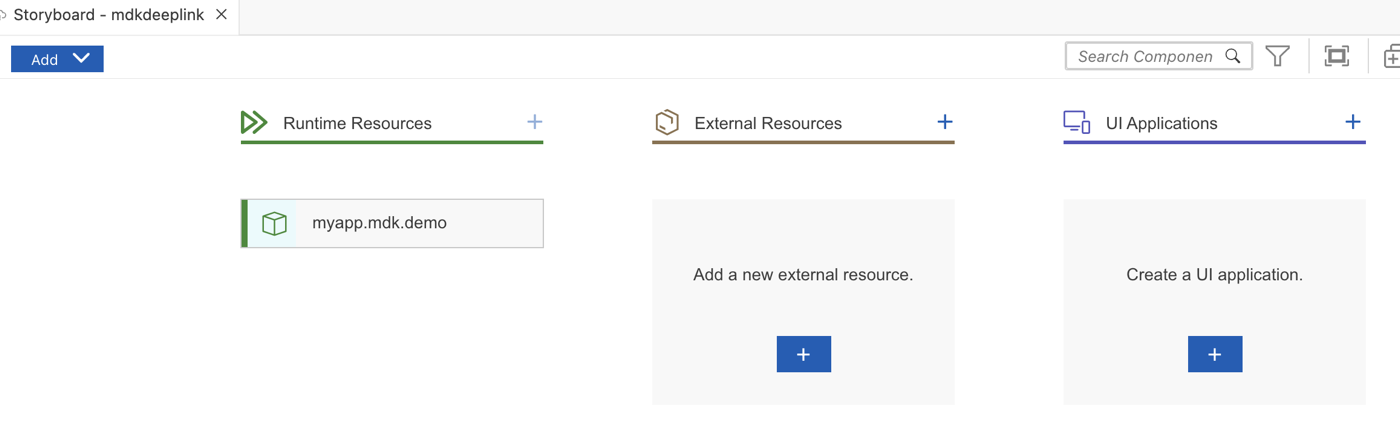 Storyboard - mdkdeeplink
Add
Search Componen
Runtime Resources
External Resources
UI Applications
myapp.mdk.demo
Add a new external resource.
Create a UI application.